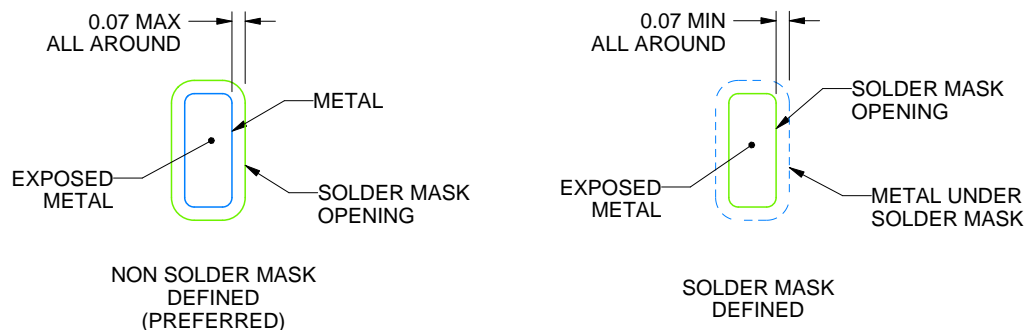 0.07 MAX
ALL AROUND
METAL
EXPOSED
METAL
SOLDER MASK
OPENING
NON SOLDER MASK
DEFINED
(PREFERRED)
0.07 MIN
ALL AROUND
SOLDER MASK
OPENING
EXPOSED
METAL
METAL UNDER
SOLDER MASK
SOLDER MASK
DEFINED